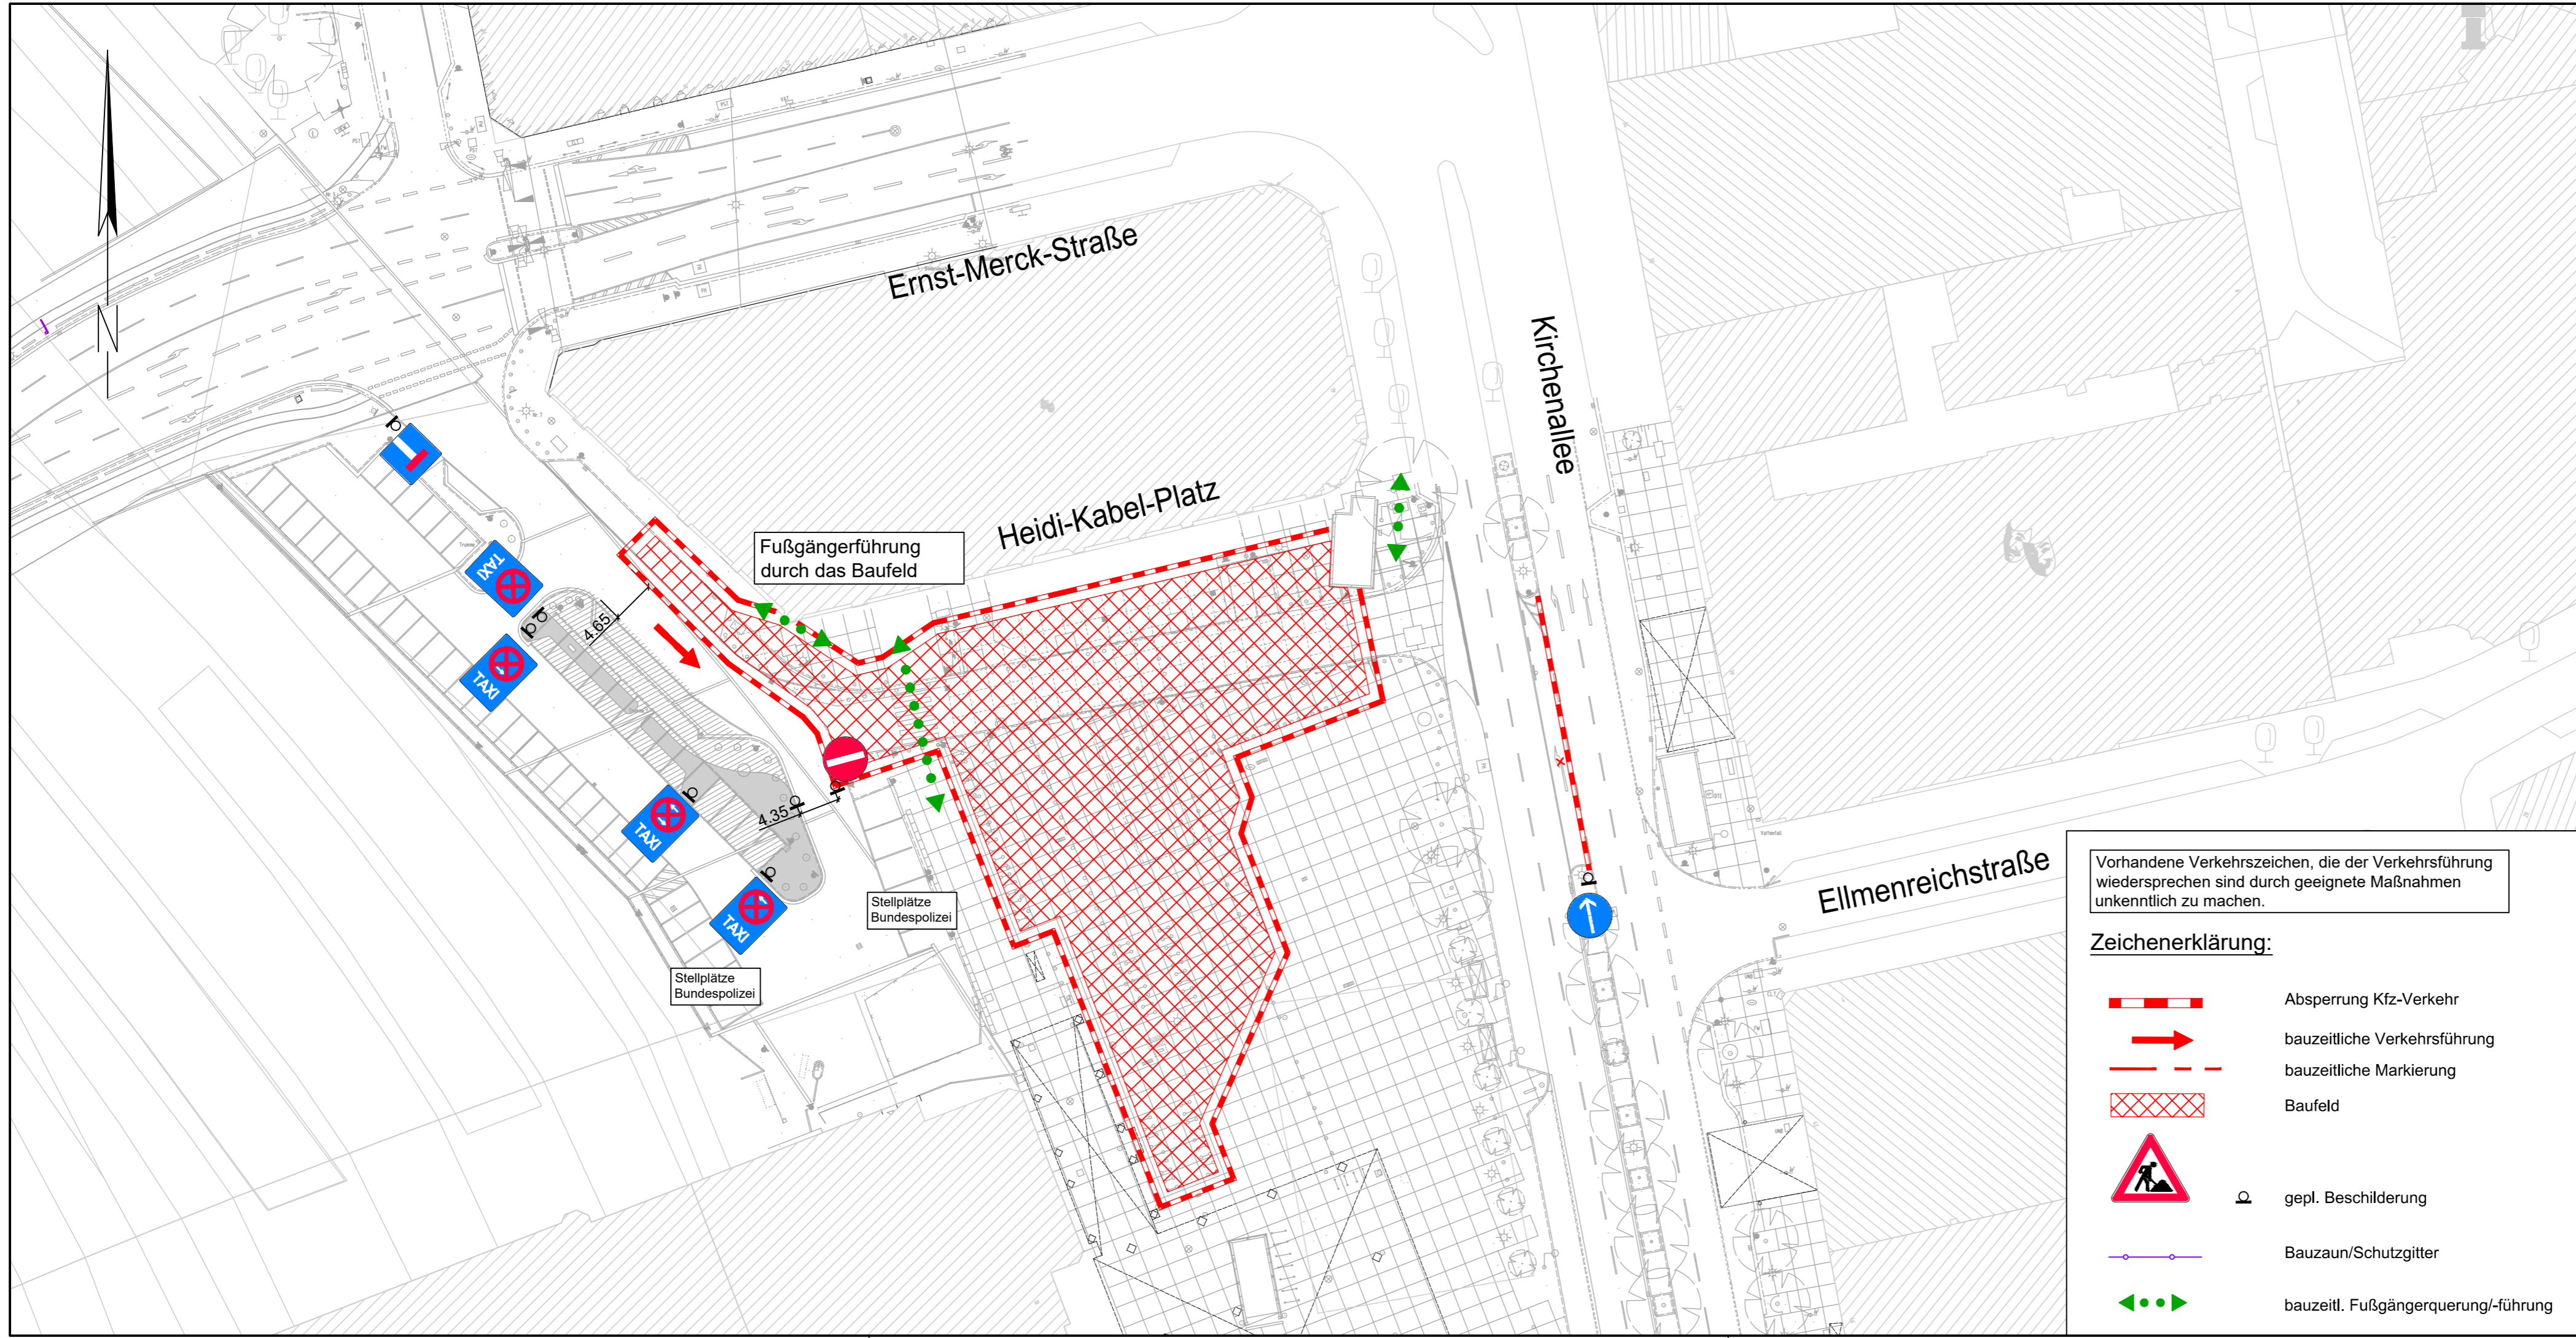 N
Ernst-Merck-Straße
Kirchenallee
Heidi-Kabel-Platz
Fußgängerführung
durch das Baufeld
TAXI
4.65
TAXI
TAXI
4.35
TAXI
Stellplätze
Bundespolizei
Stellplätze
Bundespolizei
Ellmenreichstraße
Vorhandene Verkehrszeichen, die der Verkehrsführung
wiedersprechen sind durch geeignete Maßnahmen
unkenntlich zu machen.
Zeichenerklärung:
Absperrung Kfz-Verkehr
bauzeitliche Verkehrsführung
bauzeitliche Markierung
Baufeld
gepl. Beschilderung
Bauzaun/Schutzgitter
bauzeitl. Fußgängerquerung/-führung